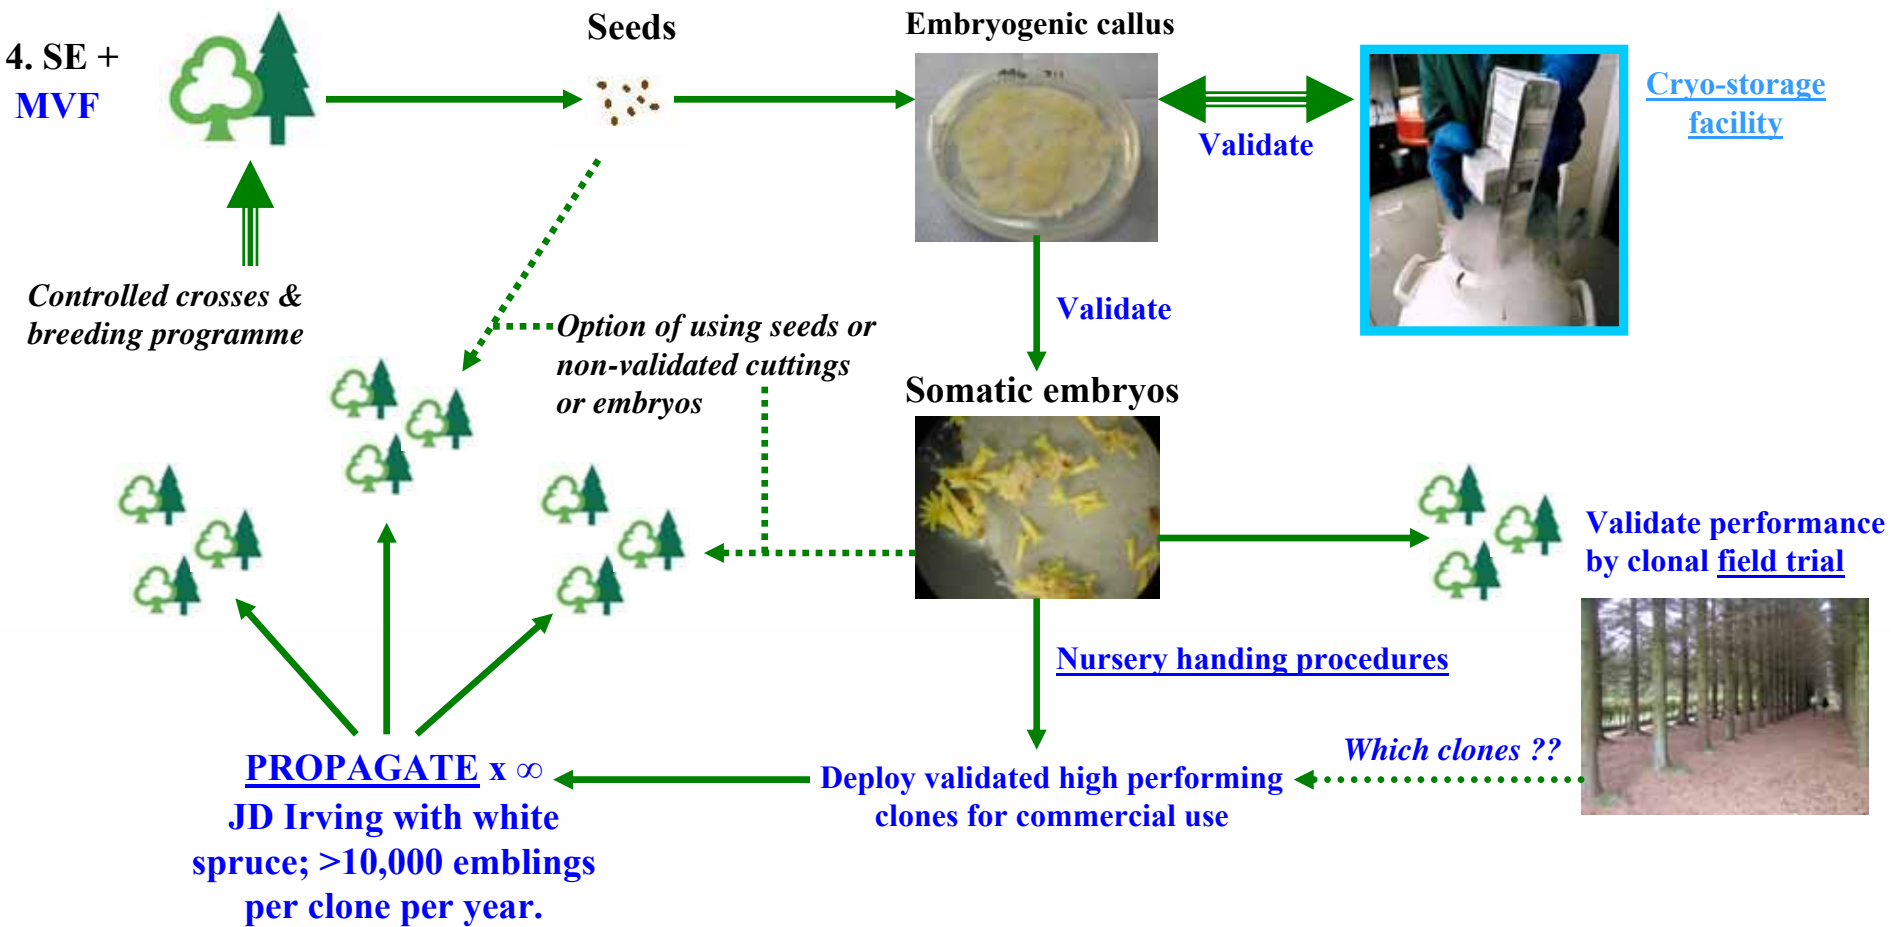 4. SE +
MVF
Seeds
Embryogenic callus
Validate
Cryo-storage
facility
Controlled crosses &
breeding programme
Option of using seeds or
non-validated cuttings
or embryos
Validate
Somatic embryos
Validate performance
by clonal field trial
Nursery handing procedures
Which clones ??
Deploy validated high performing
clones for commercial use
PROPAGATE x ∞
JD Irving with white
spruce; >10,000 emblings
per clone per year.